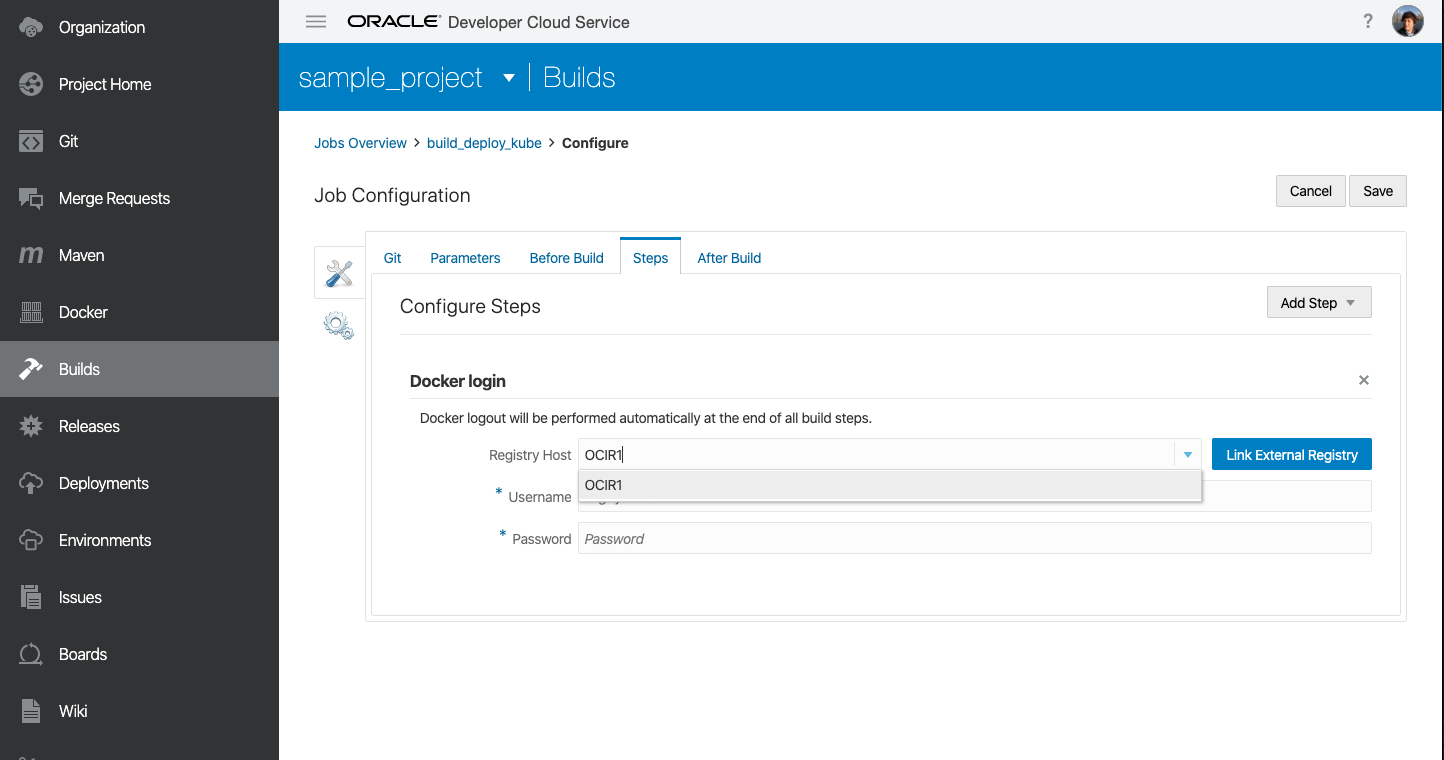 Organization
Project Home
Git
Merge Requests
Maven
Docker
Builds
Releases
Deployments
Environments
Issues
Boards
Wiki
ORACLE® Developer Cloud Service
?
sample_project Builds
Jobs Overview > build_deploy_kube > Configure
Job Configuration
Cancel Save
Git Parameters Before Build Steps After Build
Configure Steps
Add Step
Docker login
Docker logout will be performed automatically at the end of all build steps.
Registry Host OCIR1 Link External Registry
OCIR1
* Username
* Password Password